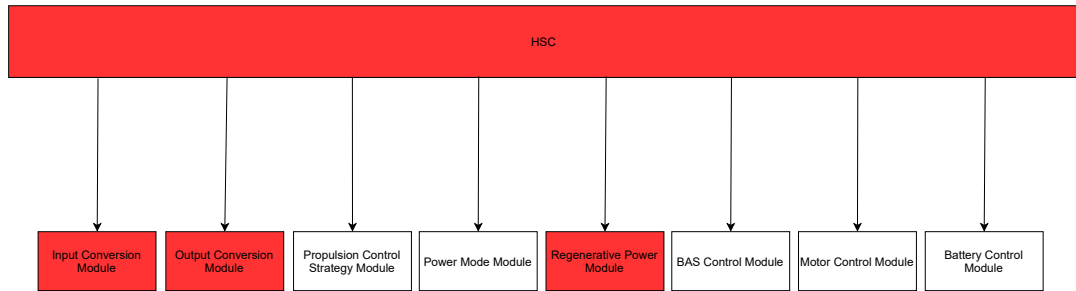 HSC
Input Conversion
Module
Output Conversion
Module
Propulsion Control
Strategy Module
Power Mode Module
Regenerative Power
Module
BAS Control Module
Motor Control Module
Battery Control
Module